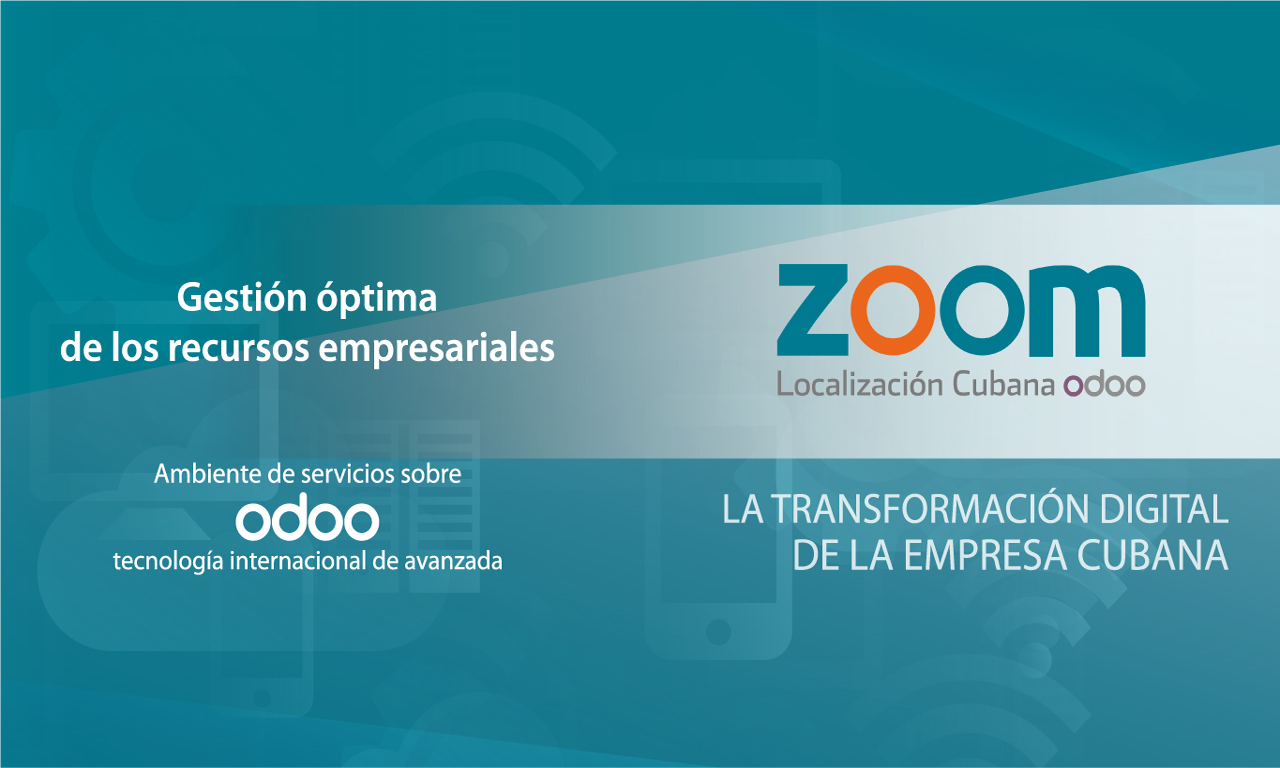 Gestión óptima
de los recursos empresariales
Ambiente de servicios sobre
odoo
tecnología internacional de avanzada
zoom
Localización Cubana odoo
LA TRANSFORMACIÓN DIGITAL
DE LA EMPRESA CUBANA